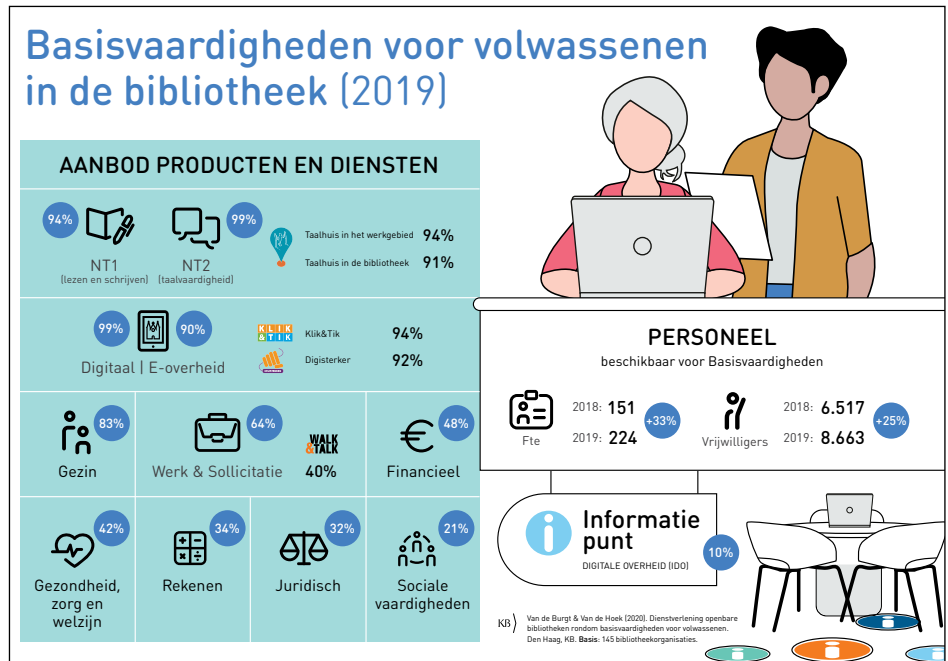 Basisvaardigheden voor volwassenen
in de bibliotheek (2019)
AANBOD PRODUCTEN EN DIENSTEN
94%
NT1
(lezen en schrijven)
99%
NT2
(taalvaardigheid)
Taalhuis in het werkgebied 94%
Taalhuis in de bibliotheek 91%
99%
90%
Digitaal | E-overheid
KLIK
&TIK
Klik&Tik 94%
Digisterker 92%
83%
Gezin
64%
Werk & Sollicitatie
WALK
&TALK
40%
48%
Financieel
42%
Gezondheid,
zorg en
welzijn
34%
Rekenen
32%
Juridisch
21%
Sociale
vaardigheden
PERSONEEL
beschikbaar voor Basisvaardigheden
Fte
2018: 151
2019: 224
+33%
Vrijwilligers
2018: 6.517
2019: 8.663
+25%
Informatie
punt
DIGITALE OVERHEID (IDO)
10%
KB
Van de Burgt & Van de Hoek (2020). Dienstverlening openbare
bibliotheken rondom basisvaardigheden voor volwassenen.
Den Haag, KB. Basis: 145 bibliotheekorganisaties.